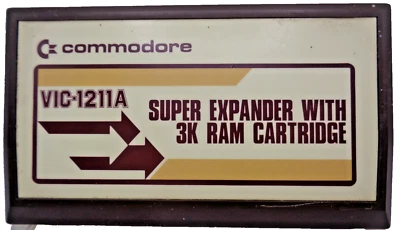 commodore
VIC-1211A
SUPER EXPANDER WITH
3K RAM CARTRIDGE